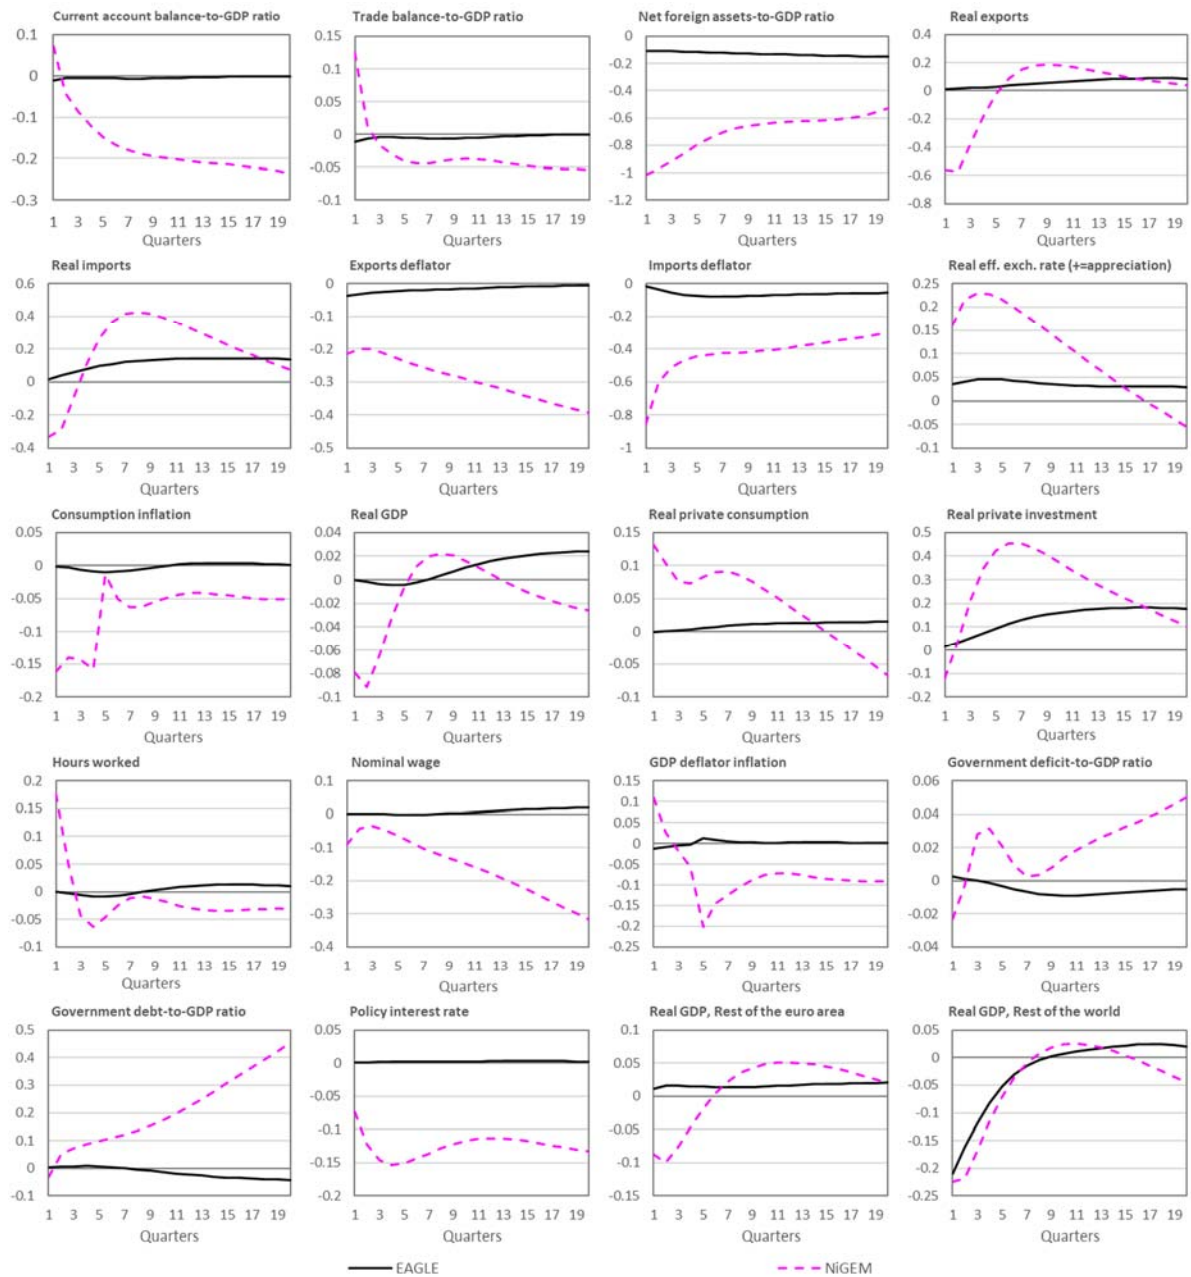 Current account balance-to-GDP ratio
0.1
0
-0.1
-0.2
-0.3
1 3 5 7 9 11 13 15 17 19
Quarters
Trade balance-to-GDP ratio
0.15
0.1
0.05
0
-0.05
-0.1
1 3 5 7 9 11 13 15 17 19
Quarters
Net foreign assets-to-GDP ratio
0
-0.2
-0.4
-0.6
-0.8
-1
-1.2
1 3 5 7 9 11 13 15 17 19
Quarters
Real exports
0.4
0.2
0
-0.2
-0.4
-0.6
-0.8
1 3 5 7 9 11 13 15 17 19
Quarters
Real imports
0.6
0.4
0.2
0
-0.2
-0.4
1 3 5 7 9 11 13 15 17 19
Quarters
Exports deflator
0
-0.1
-0.2
-0.3
-0.4
-0.5
1 3 5 7 9 11 13 15 17 19
Quarters
Imports deflator
0
-0.2
-0.4
-0.6
-0.8
-1
1 3 5 7 9 11 13 15 17 19
Quarters
Real eff. exch. rate (+=appreciation)
0.25
0.2
0.15
0.1
0.05
0
0.05
-0.1
1 3 5 7 9 11 13 15 17 19
Quarters
Consumption inflation
0.05
0
-0.05
-0.1
-0.15
-0.2
1 3 5 7 9 11 13 15 17 19
Quarters
Real GDP
0.04
0.02
0
-0.02
-0.04
-0.06
-0.08
-0.1
1 3 5 7 9 11 13 15 17 19
Quarters
Real private consumption
0.15
0.1
0.05
0
-0.05
-0.1
1 3 5 7 9 11 13 15 17 19
Quarters
Real private investment
0.5
0.4
0.3
0.2
0.1
0
-0.1
-0.2
1 3 5 7 9 11 13 15 17 19
Quarters
Hours worked
0.2
0.15
0.1
0.05
0
-0.05
-0.1
1 3 5 7 9 11 13 15 17 19
Quarters
Nominal wage
0.1
0
-0.1
-0.2
-0.3
-0.4
1 3 5 7 9 11 13 15 17 19
Quarters
GDP deflator inflation
0.15
0.1
0.05
0
-0.05
-0.1
-0.15
-0.2
-0.25
1 3 5 7 9 11 13 15 17 19
Quarters
Government deficit-to-GDP ratio
0.06
0.04
0.02
0
-0.02
-0.04
1 3 5 7 9 11 13 15 17 19
Quarters
Government debt-to-GDP ratio
0.5
0.4
0.3
0.2
0.1
0
-0.1
1 3 5 7 9 11 13 15 17 19
Quarters
Policy interest rate
0.05
0
-0.05
-0.1
-0.15
-0.2
1 3 5 7 9 11 13 15 17 19
Quarters
Real GDP, Rest of the euro area
0.1
0.05
0
-0.05
-0.1
-0.15
1 3 5 7 9 11 13 15 17 19
Quarters
Real GDP, Rest of the world
0.05
0
-0.05
-0.1
-0.15
-0.2
-0.25
1 3 5 7 9 11 13 15 17 19
Quarters
EAGLE
NiGEM